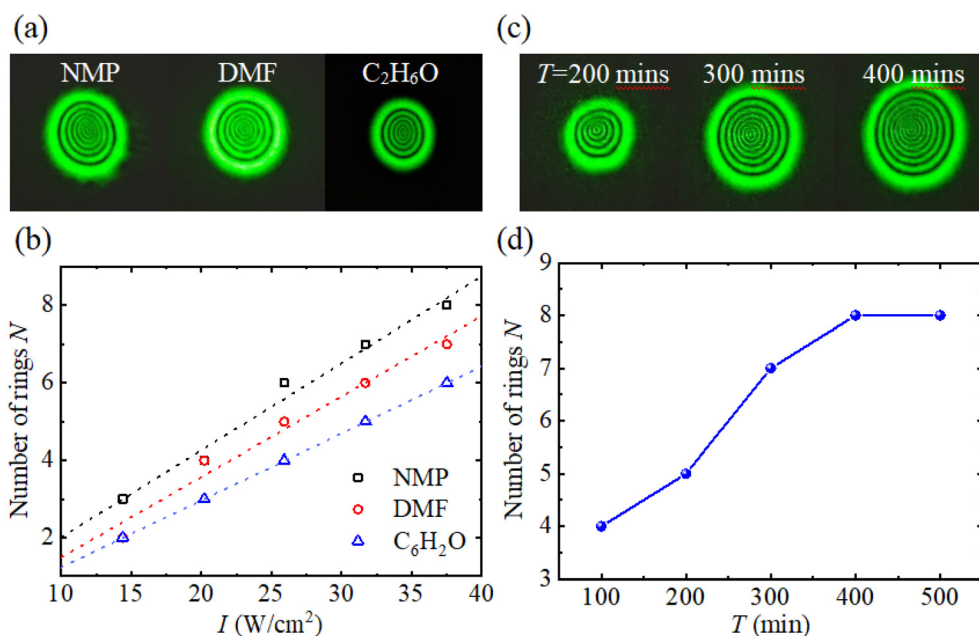 (a)
NMP DMF C₂H₆O
(c)
T=200 mins 300 mins 400 mins
(b)
Number of rings N
8
6
4
2
10 15 20 25 30 35 40
I (W/cm²)
NMP
DMF
C₆H₂O
(d)
Number of rings N
9
8
7
6
5
4
3
100 200 300 400 500
T (min)